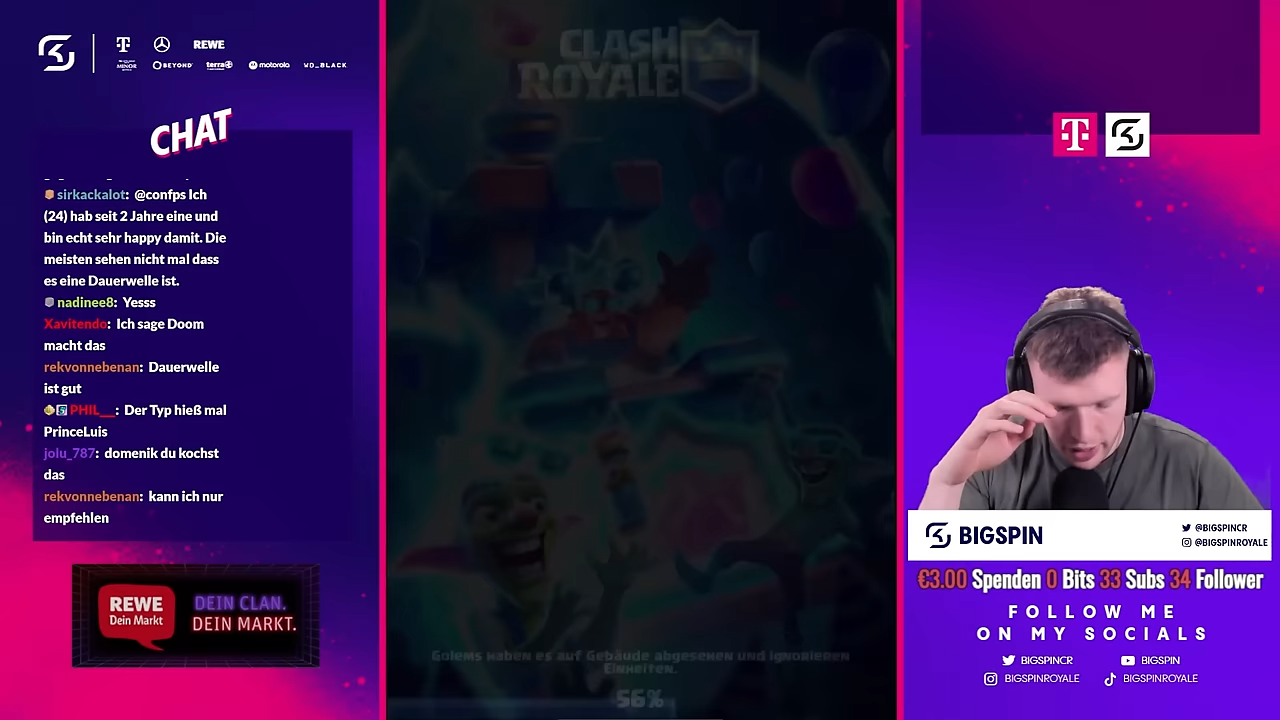 T
REWE
BEYOND
terra
motorola
WD_BLACK
CHAT
sirkackalot: @confps Ich
(24) hab seit 2 Jahre eine und
bin echt sehr happy damit. Die
meisten sehen nicht mal dass
es eine Dauerwelle ist.
nadinee8: Yesss
Xavitendo: Ich sage Doom
macht das
rekvonnebenan: Dauerwelle
ist gut
PHIL__: Der Typ hieß mal
PrinceLuis
jolu_787: domenik du kochst
das
rekvonnebenan: kann ich nur
empfehlen
REWE
Dein Markt
DEIN CLAN.
DEIN MARKT.
CLASH
ROYALE
Golems haben es auf Gebäude abgesehen und ignorieren
Einheiten.
56%
T
BIGSPIN
@BIGSPINCR
@BIGSPINROYALE
€3.00 Spenden 0 Bits 33 Subs 34 Follower
FOLLOW ME
ON MY SOCIALS
BIGSPINCR
BIGSPIN
BIGSPINROYALE
BIGSPINROYALE